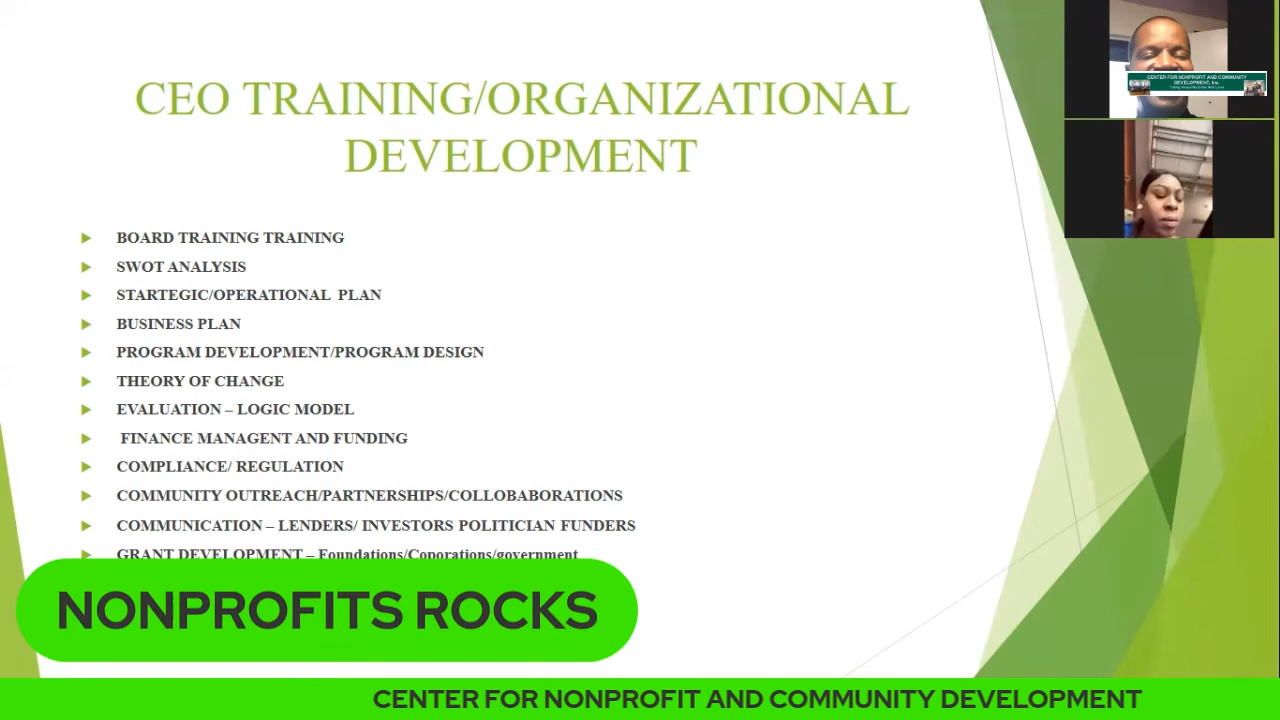 CEO TRAINING/ORGANIZATIONAL
DEVELOPMENT
BOARD TRAINING TRAINING
SWOT ANALYSIS
STARTEGIC/OPERATIONAL PLAN
BUSINESS PLAN
PROGRAM DEVELOPMENT/PROGRAM DESIGN
THEORY OF CHANGE
EVALUATION – LOGIC MODEL
FINANCE MANAGENT AND FUNDING
COMPLIANCE/ REGULATION
COMMUNITY OUTREACH/PARTNERSHIPS/COLLOBABORATIONS
COMMUNICATION – LENDERS/ INVESTORS POLITICIAN FUNDERS
GRANT DEVELOPMENT – Foundations/Coporations/government
CENTER FOR NONPROFIT AND COMMUNITY
DEVELOPMENT, Inc.
NONPROFITS ROCKS
CENTER FOR NONPROFIT AND COMMUNITY DEVELOPMENT